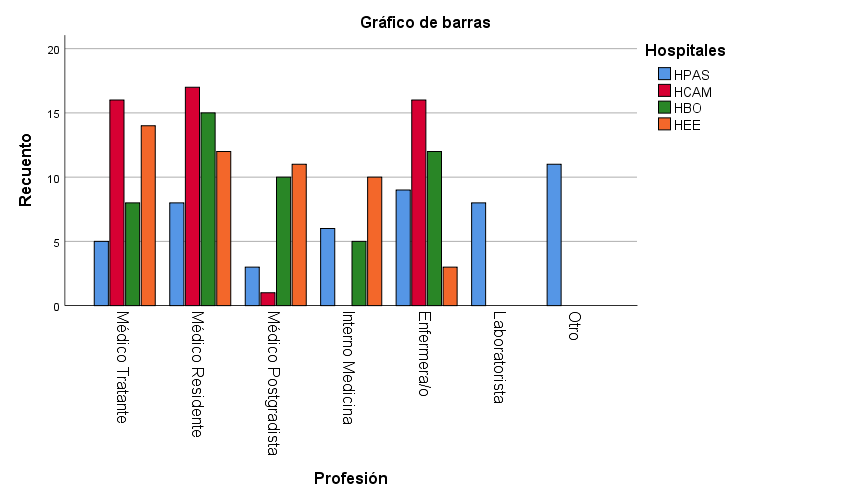 Gráfico de barras
Hospitales
HPAS
HCAM
HBO
HEE
Recuento
20
15
10
5
0
Médico Tratante
Médico Residente
Médico Postgradista
Interno Medicina
Enfermera/o
Laboratorista
Otro
Profesión